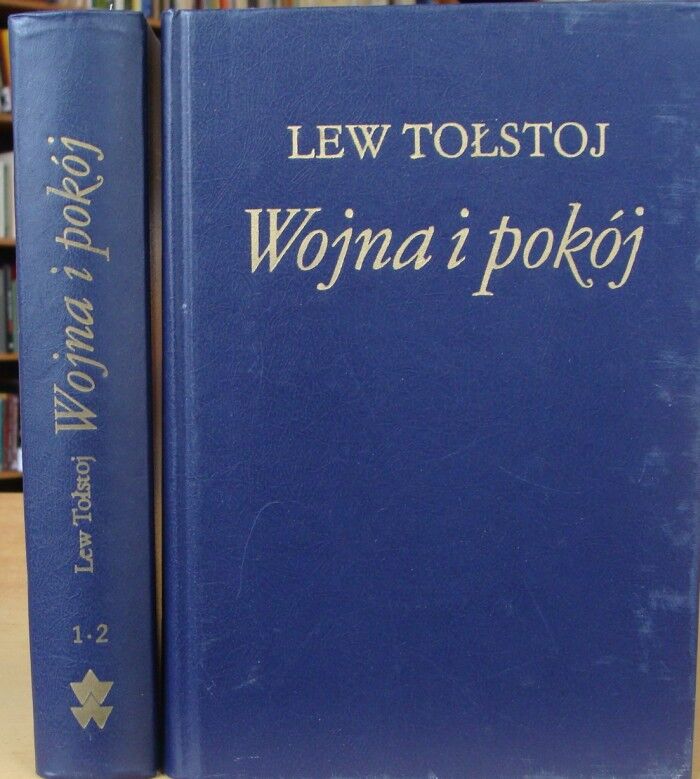 Lew Tołstoj Wojna i pokój
1·2
LEW TOŁSTOJ
Wojna i pokój